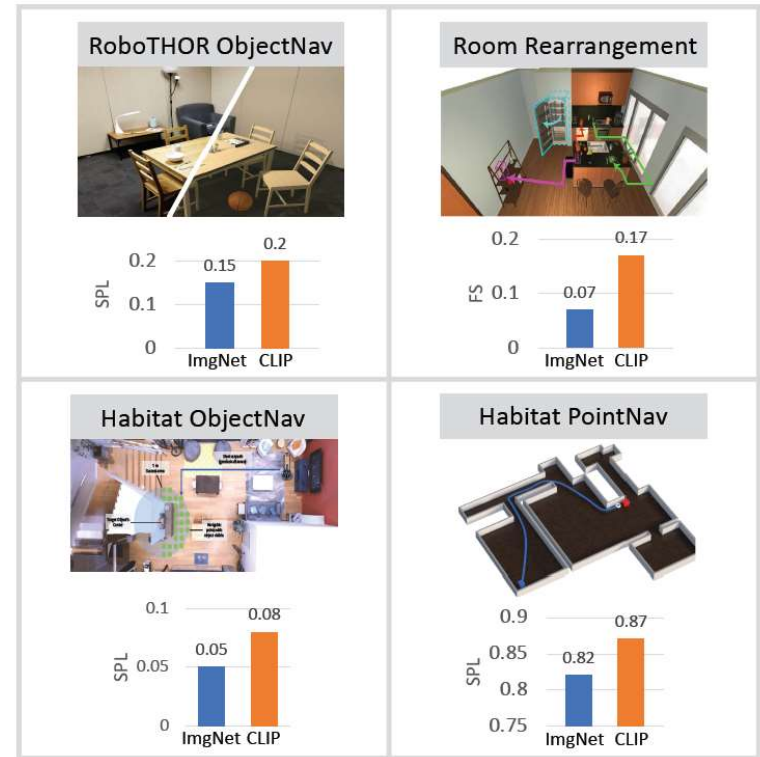 RoboTHOR ObjectNav
0.2
0.2
0.15
SPL
0.1
0
ImgNet CLIP
Room Rearrangement
0.2
0.17
FS
0.1
0.07
0
ImgNet CLIP
Habitat ObjectNav
0.1
0.08
0.05
SPL
0.05
0
ImgNet CLIP
Habitat PointNav
0.9
0.87
0.85
0.82
SPL
0.8
0.75
ImgNet CLIP